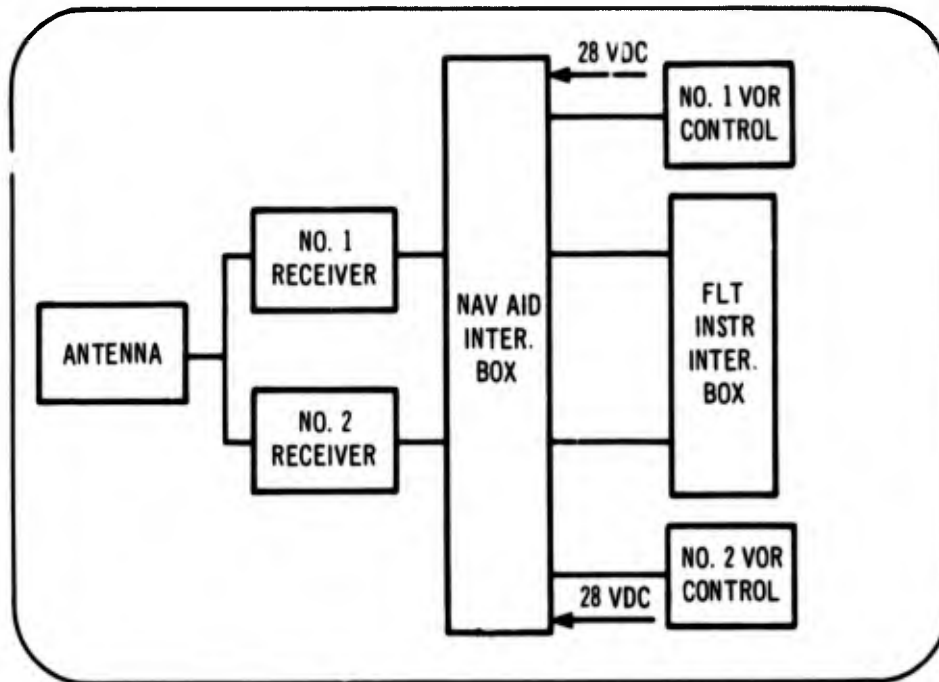 28 VDC
NO. 1 VOR
CONTROL
NO. 1
RECEIVER
ANTENNA
NAV AID
INTER.
BOX
FLT
INSTR
INTER.
BOX
NO. 2
RECEIVER
NO. 2 VOR
CONTROL
28 VDC